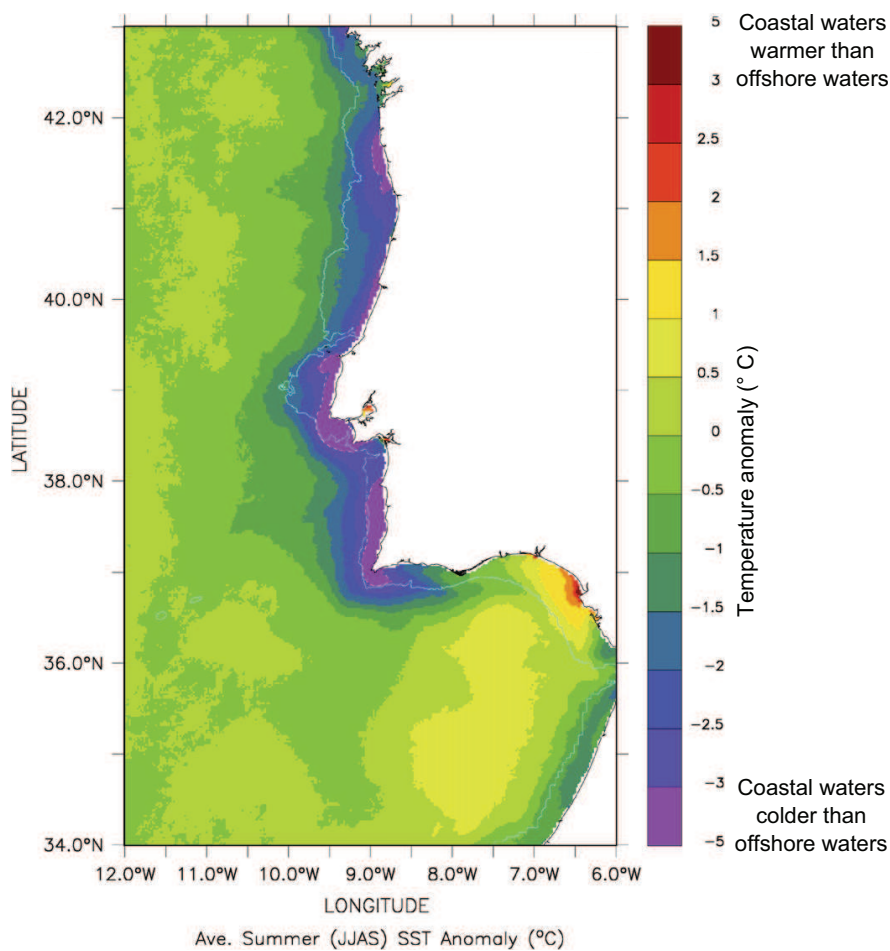 5
Coastal waters
warmer than
offshore waters
3
2.5
2
1.5
1
0.5
0
−0.5
−1
−1.5
−2
−2.5
−3
−5
Temperature anomaly (° C)
Coastal waters
colder than
offshore waters
LATITUDE
42.0°N
40.0°N
38.0°N
36.0°N
34.0°N
12.0°W 11.0°W 10.0°W 9.0°W 8.0°W 7.0°W 6.0°W
LONGITUDE
Ave. Summer (JJAS) SST Anomaly (°C)